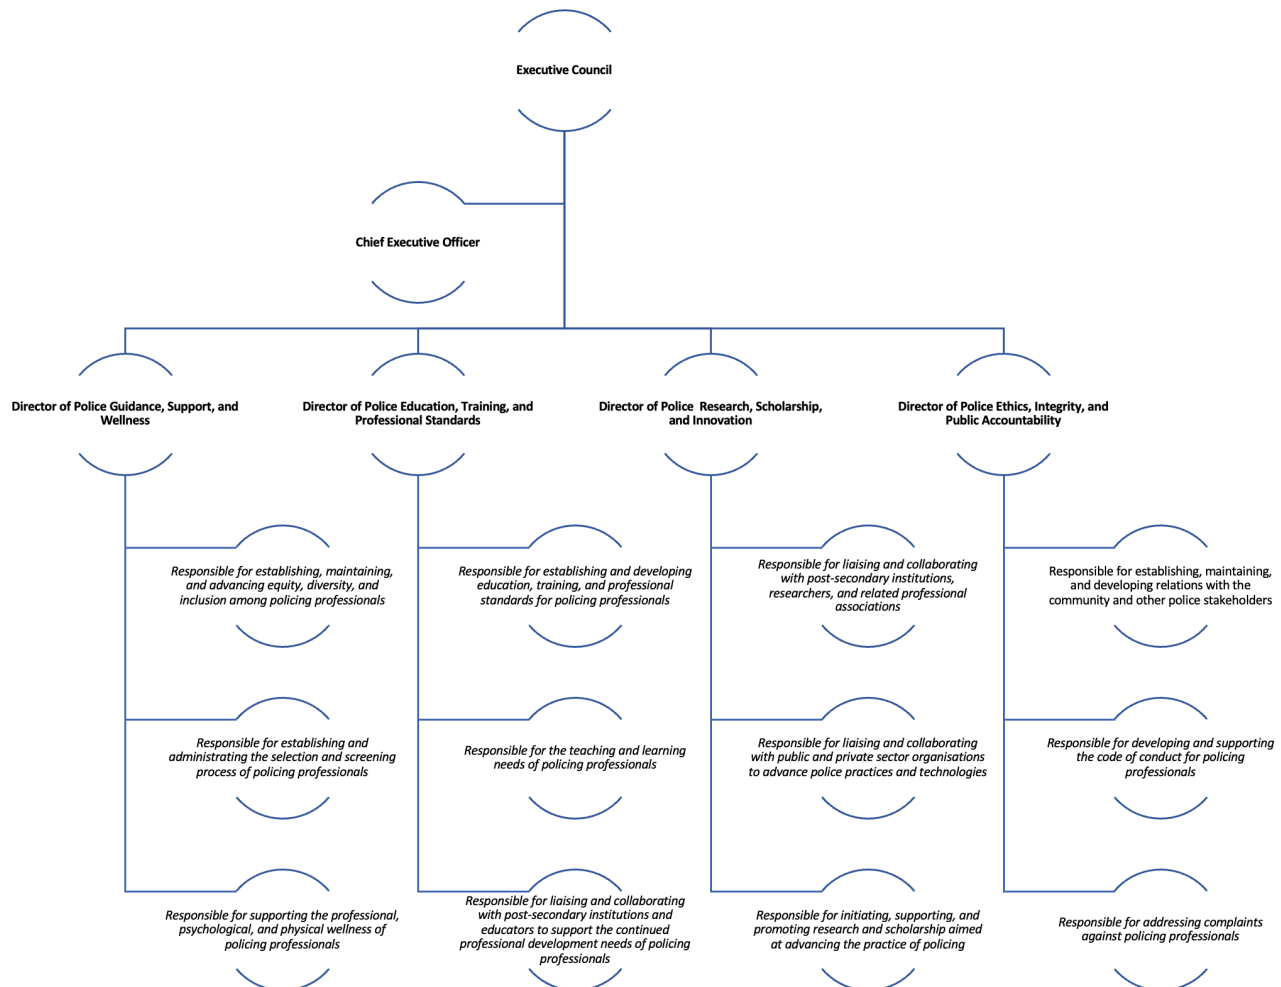 Executive Council
Chief Executive Officer
Director of Police Guidance, Support, and
Wellness
Director of Police Education, Training, and
Professional Standards
Director of Police  Research, Scholarship,
and Innovation
Director of Police Ethics, Integrity, and
Public Accountability
Responsible for establishing, maintaining,
and advancing equity, diversity, and
inclusion among policing professionals
Responsible for establishing and developing
education, training, and professional
standards for policing professionals
Responsible for liaising and collaborating
with post-secondary institutions,
researchers, and related professional
associations
Responsible for establishing, maintaining,
and developing relations with the
community and other police stakeholders
Responsible for establishing and
administrating the selection and screening
process of policing professionals
Responsible for the teaching and learning
needs of policing professionals
Responsible for liaising and collaborating
with public and private sector organisations
to advance police practices and technologies
Responsible for developing and supporting
the code of conduct for policing
professionals
Responsible for supporting the professional,
psychological, and physical wellness of
policing professionals
Responsible for liaising and collaborating
with post-secondary institutions and
educators to support the continued
professional development needs of policing
professionals
Responsible for initiating, supporting, and
promoting research and scholarship aimed
at advancing the practice of policing
Responsible for addressing complaints
against policing professionals